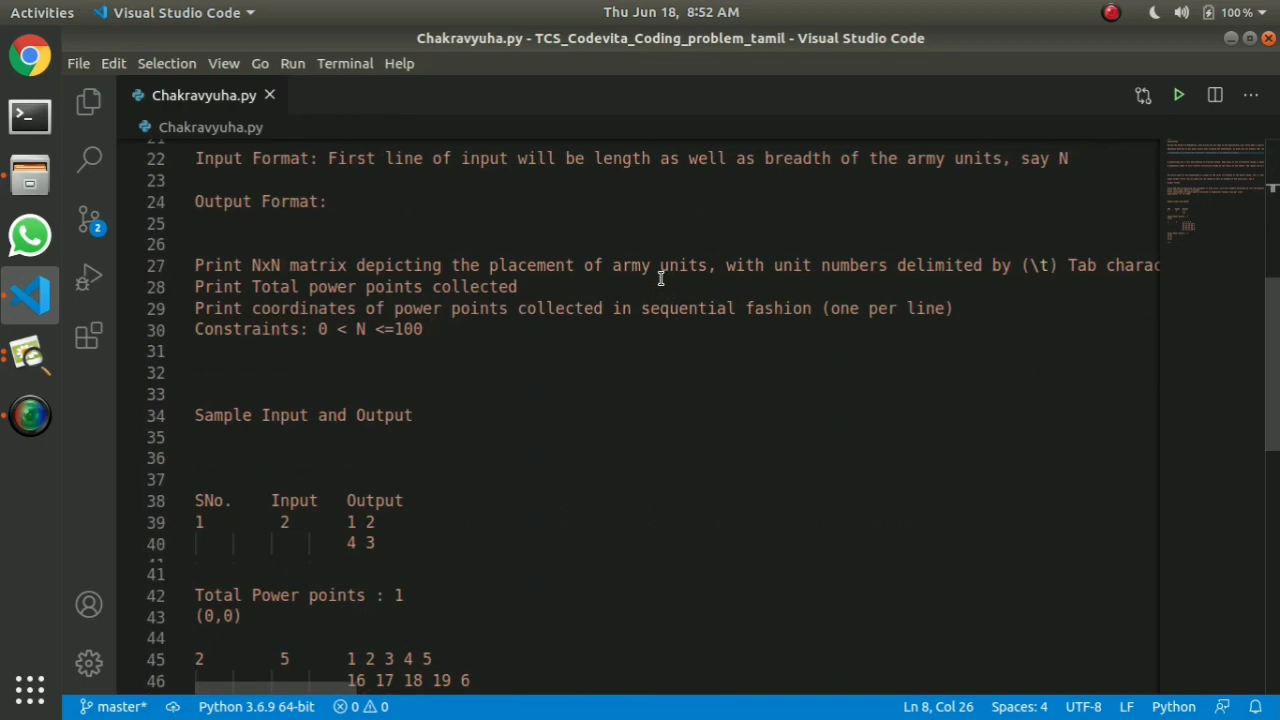 Activities Visual Studio Code Thu Jun 18, 8:52 AM 100%
Chakravyuha.py - TCS_Codevita_Coding_problem_tamil - Visual Studio Code
File Edit Selection View Go Run Terminal Help
Chakravyuha.py
Chakravyuha.py
21
22 Input Format: First line of input will be length as well as breadth of the army units, say N
23
24 Output Format:
25
26
27 Print NxN matrix depicting the placement of army units, with unit numbers delimited by (\t) Tab charac
28 Print Total power points collected
29 Print coordinates of power points collected in sequential fashion (one per line)
30 Constraints: 0 < N <=100
31
32
33
34 Sample Input and Output
35
36
37
38 SNo. Input Output
39 1 2 1 2
40 4 3
41
42 Total Power points : 1
43 (0,0)
44
45 2 5 1 2 3 4 5
46 16 17 18 19 6
2
master* Python 3.6.9 64-bit 0 0 Ln 8, Col 26 Spaces: 4 UTF-8 LF Python